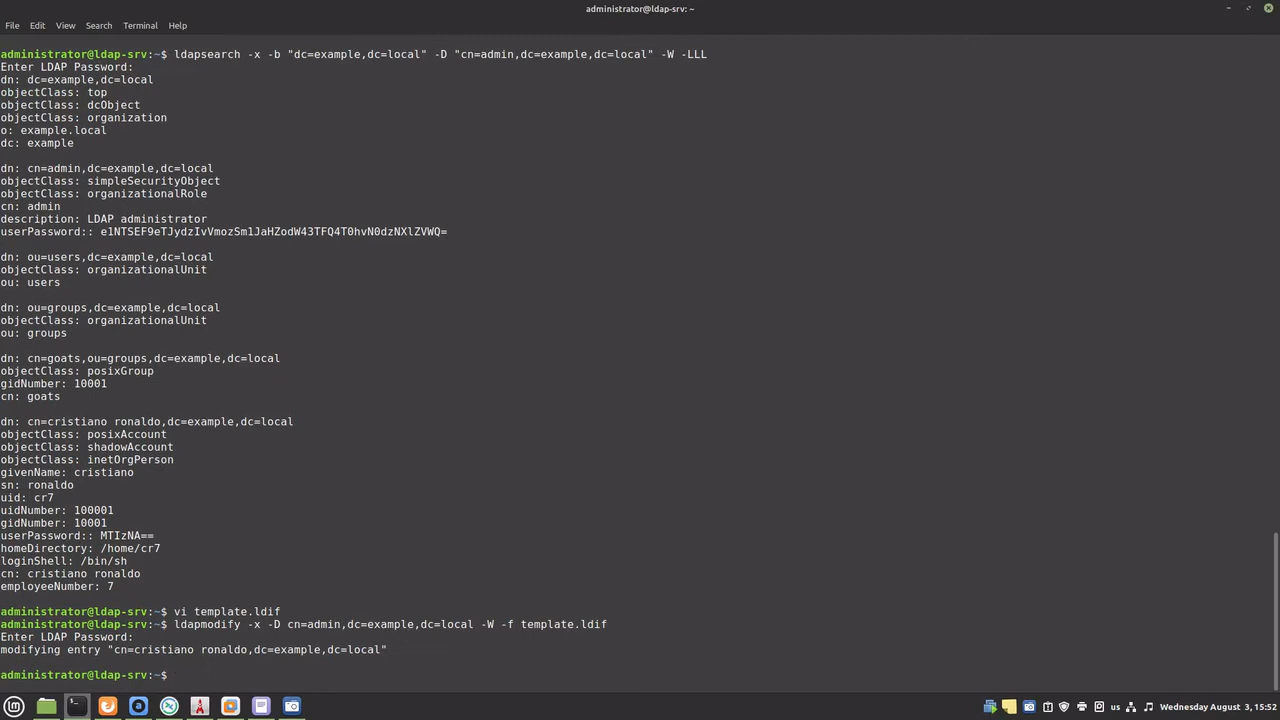 administrator@ldap-srv: ~
File Edit View Search Terminal Help
administrator@ldap-srv:~$ ldapsearch -x -b "dc=example,dc=local" -D "cn=admin,dc=example,dc=local" -W -LLL
Enter LDAP Password:
dn: dc=example,dc=local
objectClass: top
objectClass: dcObject
objectClass: organization
o: example.local
dc: example
dn: cn=admin,dc=example,dc=local
objectClass: simpleSecurityObject
objectClass: organizationalRole
cn: admin
description: LDAP administrator
userPassword:: e1NTSEF9eTJydzIvVmozSm1JaHZodW43TFQ4T0hvN0dzNXlZVWQ=
dn: ou=users,dc=example,dc=local
objectClass: organizationalUnit
ou: users
dn: ou=groups,dc=example,dc=local
objectClass: organizationalUnit
ou: groups
dn: cn=goats,ou=groups,dc=example,dc=local
objectClass: posixGroup
gidNumber: 10001
cn: goats
dn: cn=cristiano ronaldo,dc=example,dc=local
objectClass: posixAccount
objectClass: shadowAccount
objectClass: inetOrgPerson
givenName: cristiano
sn: ronaldo
uid: cr7
uidNumber: 100001
gidNumber: 10001
userPassword:: MTIzNA==
homeDirectory: /home/cr7
loginShell: /bin/sh
cn: cristiano ronaldo
employeeNumber: 7
administrator@ldap-srv:~$ vi template.ldif
administrator@ldap-srv:~$ ldapmodify -x -D cn=admin,dc=example,dc=local -W -f template.ldif
Enter LDAP Password:
modifying entry "cn=cristiano ronaldo,dc=example,dc=local"
administrator@ldap-srv:~$
us Wednesday August 3, 15:52